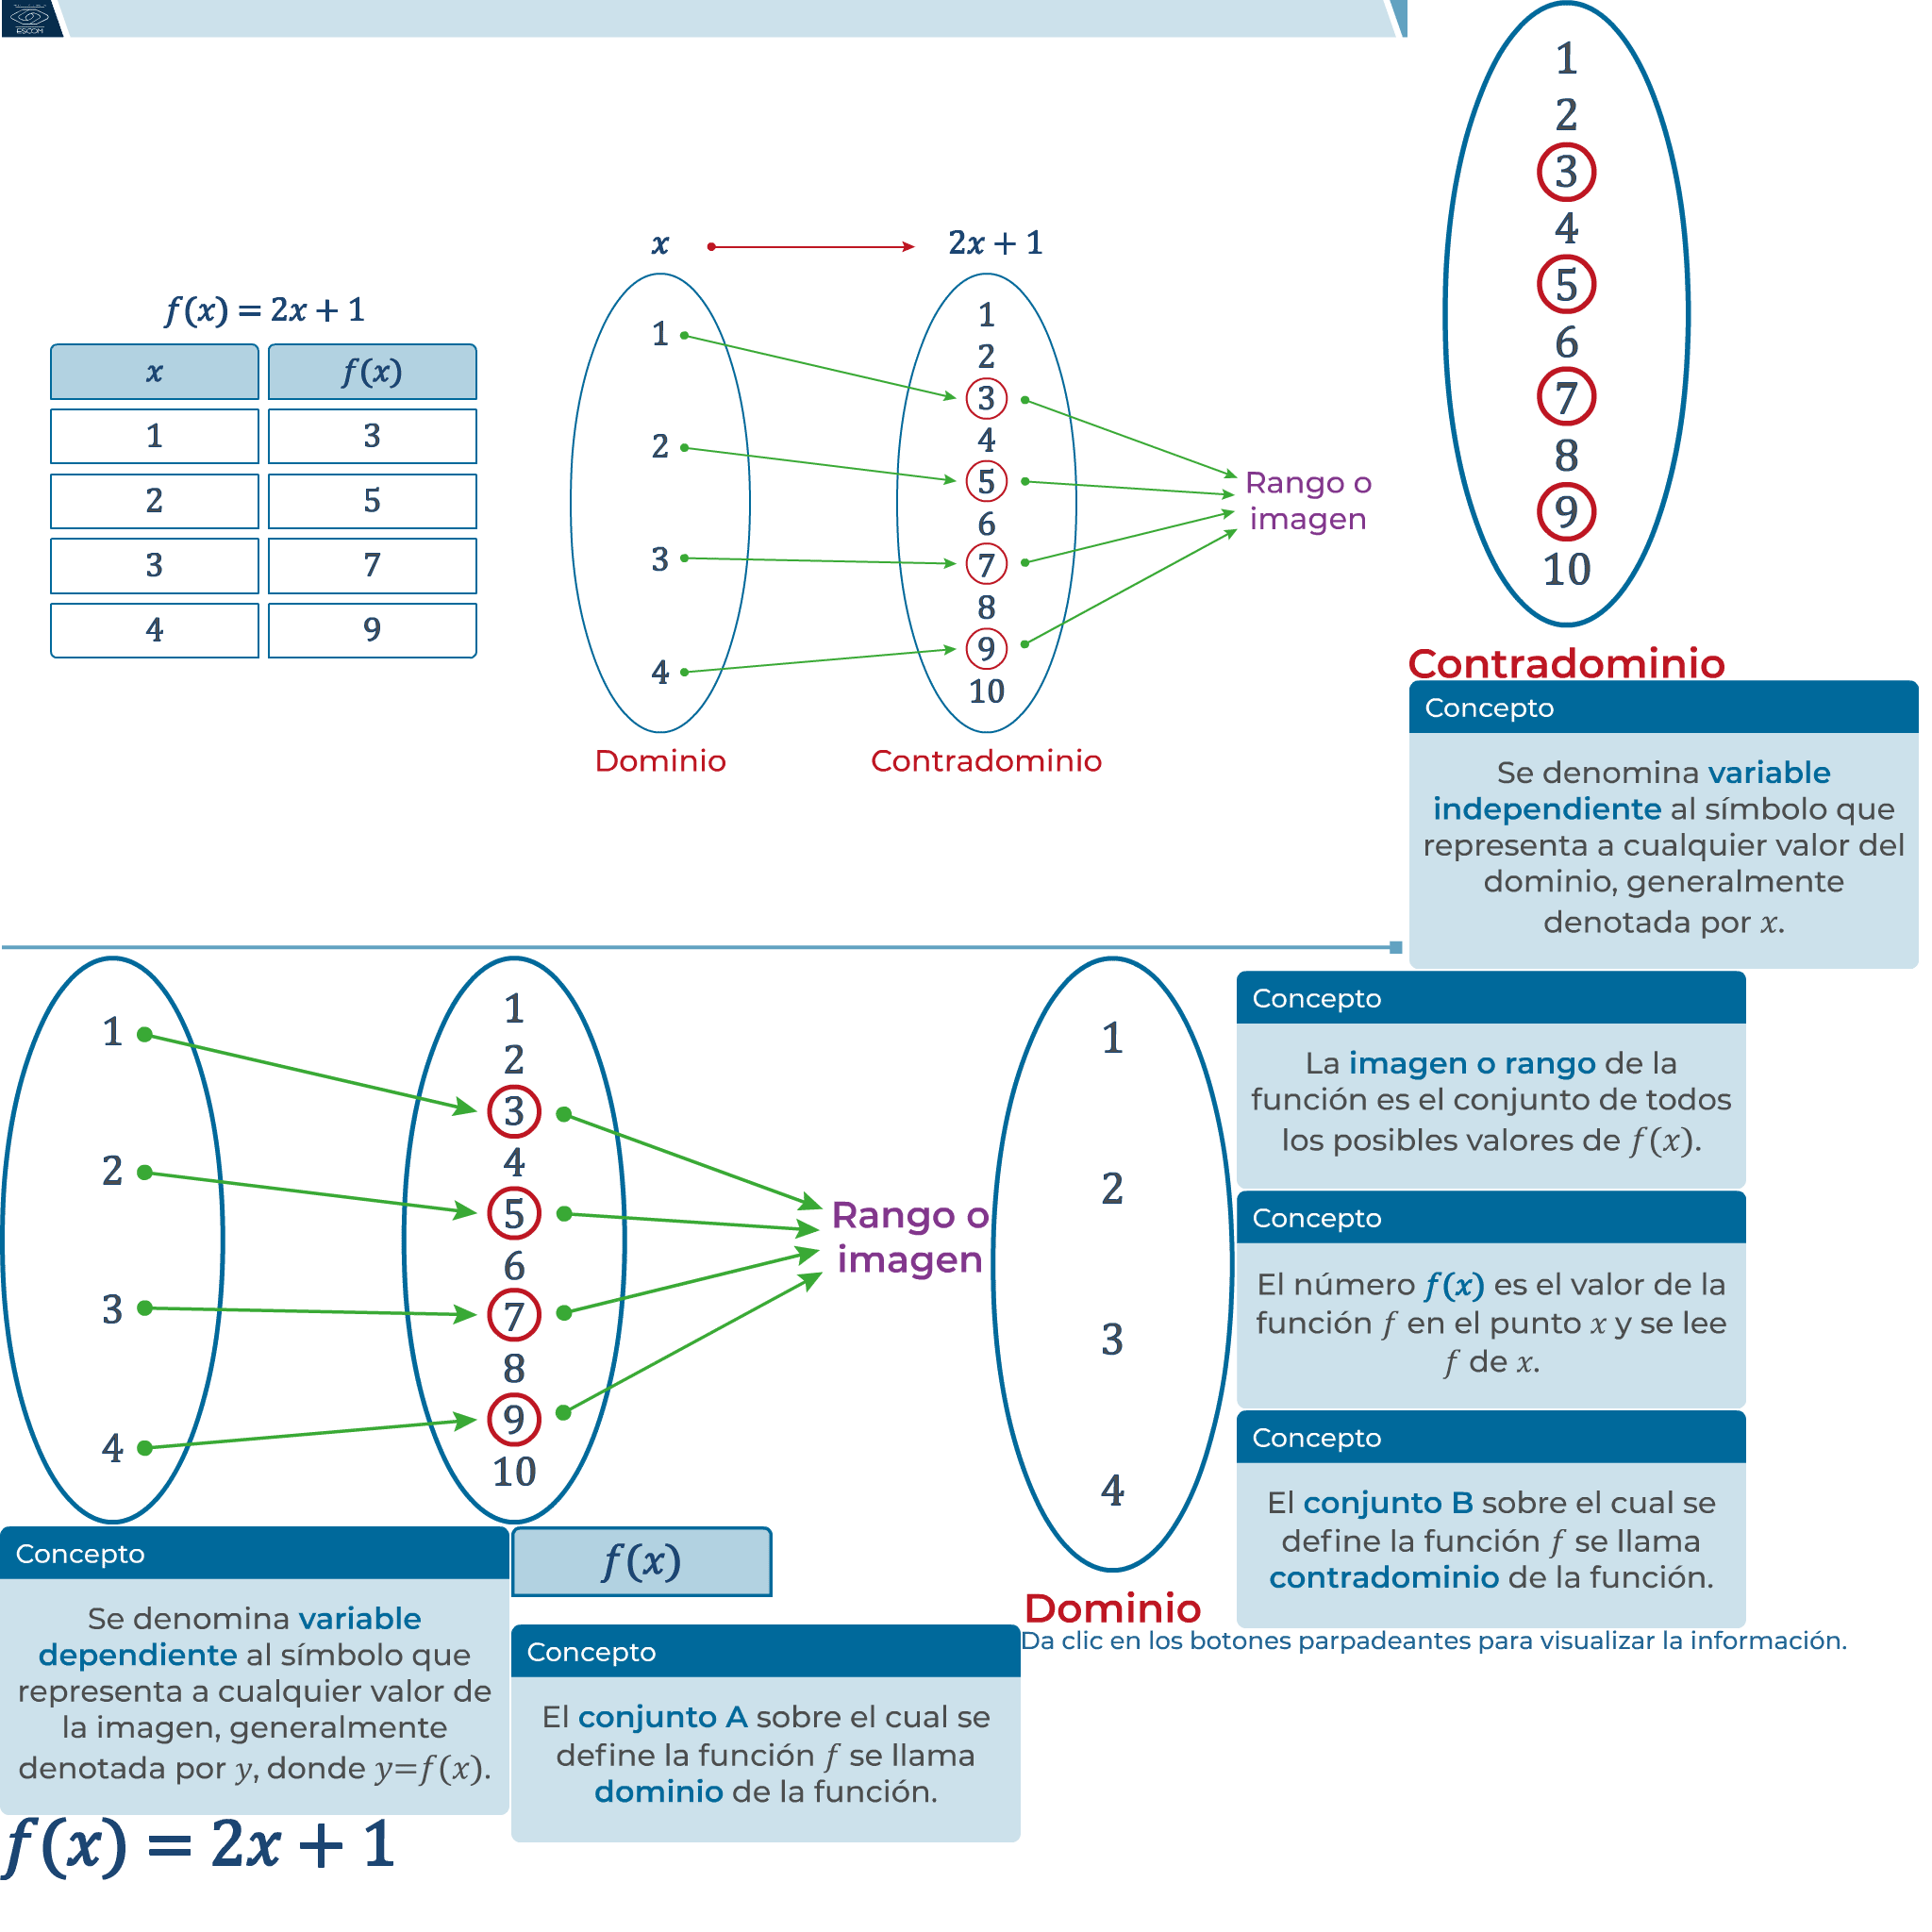 ESCOM
x 2x + 1
f(x) = 2x + 1
x f(x)
1 3
2 5
3 7
4 9
1
2
3
4
1
2
3
4
5
6
7
8
9
10
Rango o
imagen
Dominio
Contradominio
1
2
3
4
5
6
7
8
9
10
Contradominio
Concepto
Se denomina variable
independiente al símbolo que
representa a cualquier valor del
dominio, generalmente
denotada por x.
1
2
3
4
1
2
3
4
5
6
7
8
9
10
Rango o
imagen
1
2
3
4
Dominio
Concepto
La imagen o rango de la
función es el conjunto de todos
los posibles valores de f(x).
Concepto
El número f(x) es el valor de la
función f en el punto x y se lee
f de x.
Concepto
El conjunto B sobre el cual se
define la función f se llama
contradominio de la función.
Da clic en los botones parpadeantes para visualizar la información.
Concepto
Se denomina variable
dependiente al símbolo que
representa a cualquier valor de
la imagen, generalmente
denotada por y, donde y=f(x).
f(x)
Concepto
El conjunto A sobre el cual se
define la función f se llama
dominio de la función.
f(x) = 2x + 1